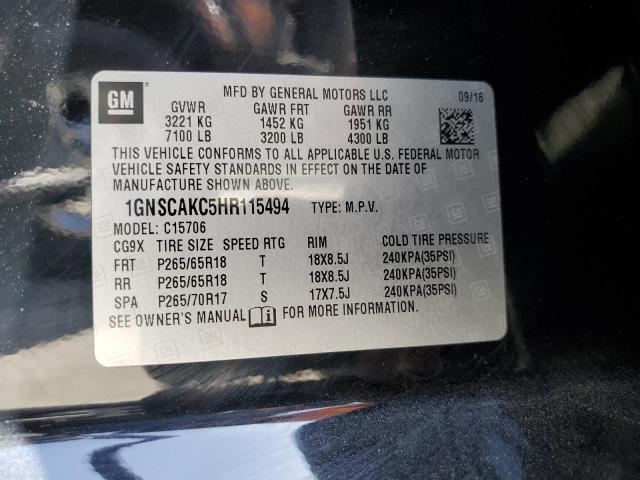 GM
MFD BY GENERAL MOTORS LLC 09/16
GVWR GAWR FRT GAWR RR
3221 KG 1452 KG 1951 KG
7100 LB 3200 LB 4300 LB
THIS VEHICLE CONFORMS TO ALL APPLICABLE U.S. FEDERAL MOTOR
VEHICLE SAFETY STANDARDS IN EFFECT ON THE DATE OF
MANUFACTURE SHOWN ABOVE.
1GNSCAKC5HR115494 TYPE: M.P.V.
MODEL: C15706
CG9X TIRE SIZE SPEED RTG RIM COLD TIRE PRESSURE
FRT P265/65R18 T 18X8.5J 240KPA(35PSI)
RR P265/65R18 T 18X8.5J 240KPA(35PSI)
SPA P265/70R17 S 17X7.5J 240KPA(35PSI)
SEE OWNER'S MANUAL FOR MORE INFORMATION.